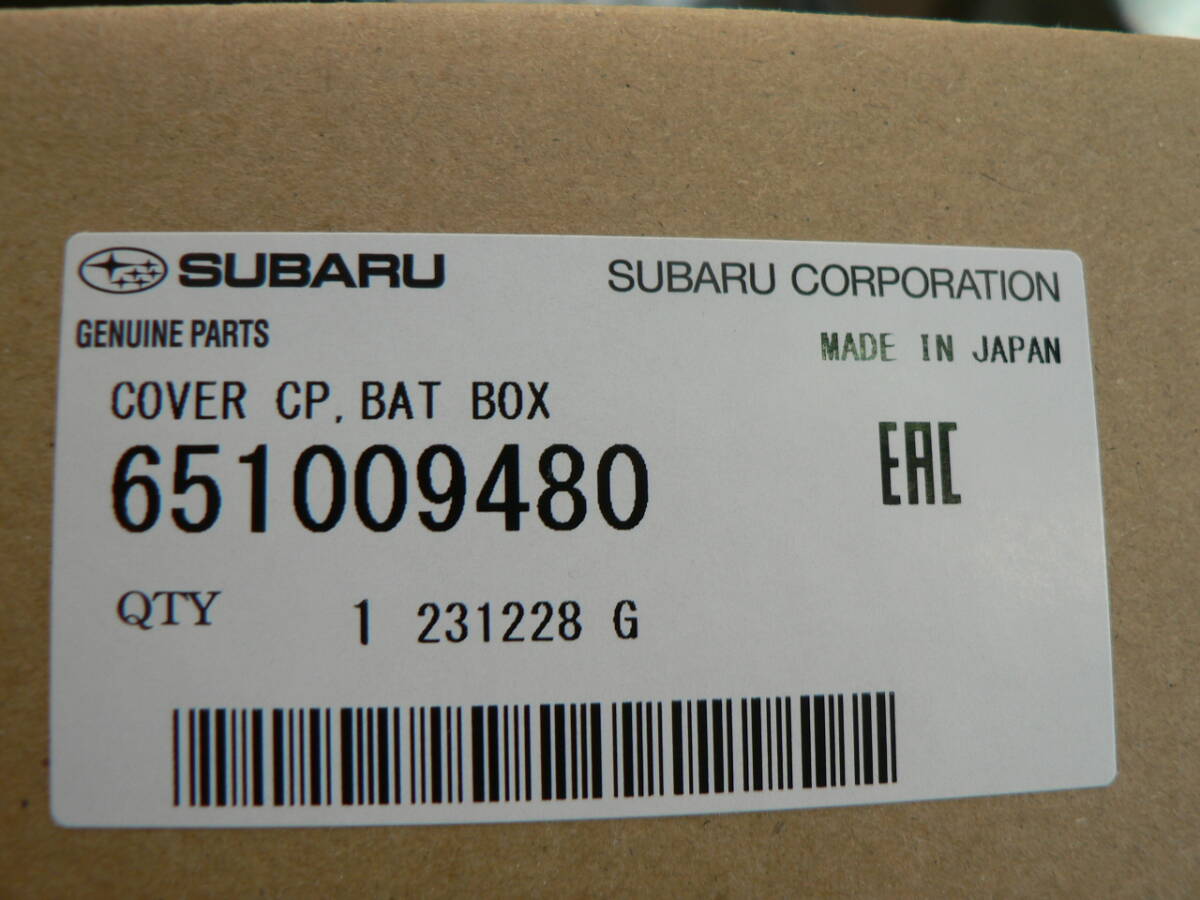 SUBARU SUBARU CORPORATION
GENUINE PARTS
MADE IN JAPAN
COVER CP, BAT BOX
651009480
EAC
QTY 1 231228 G